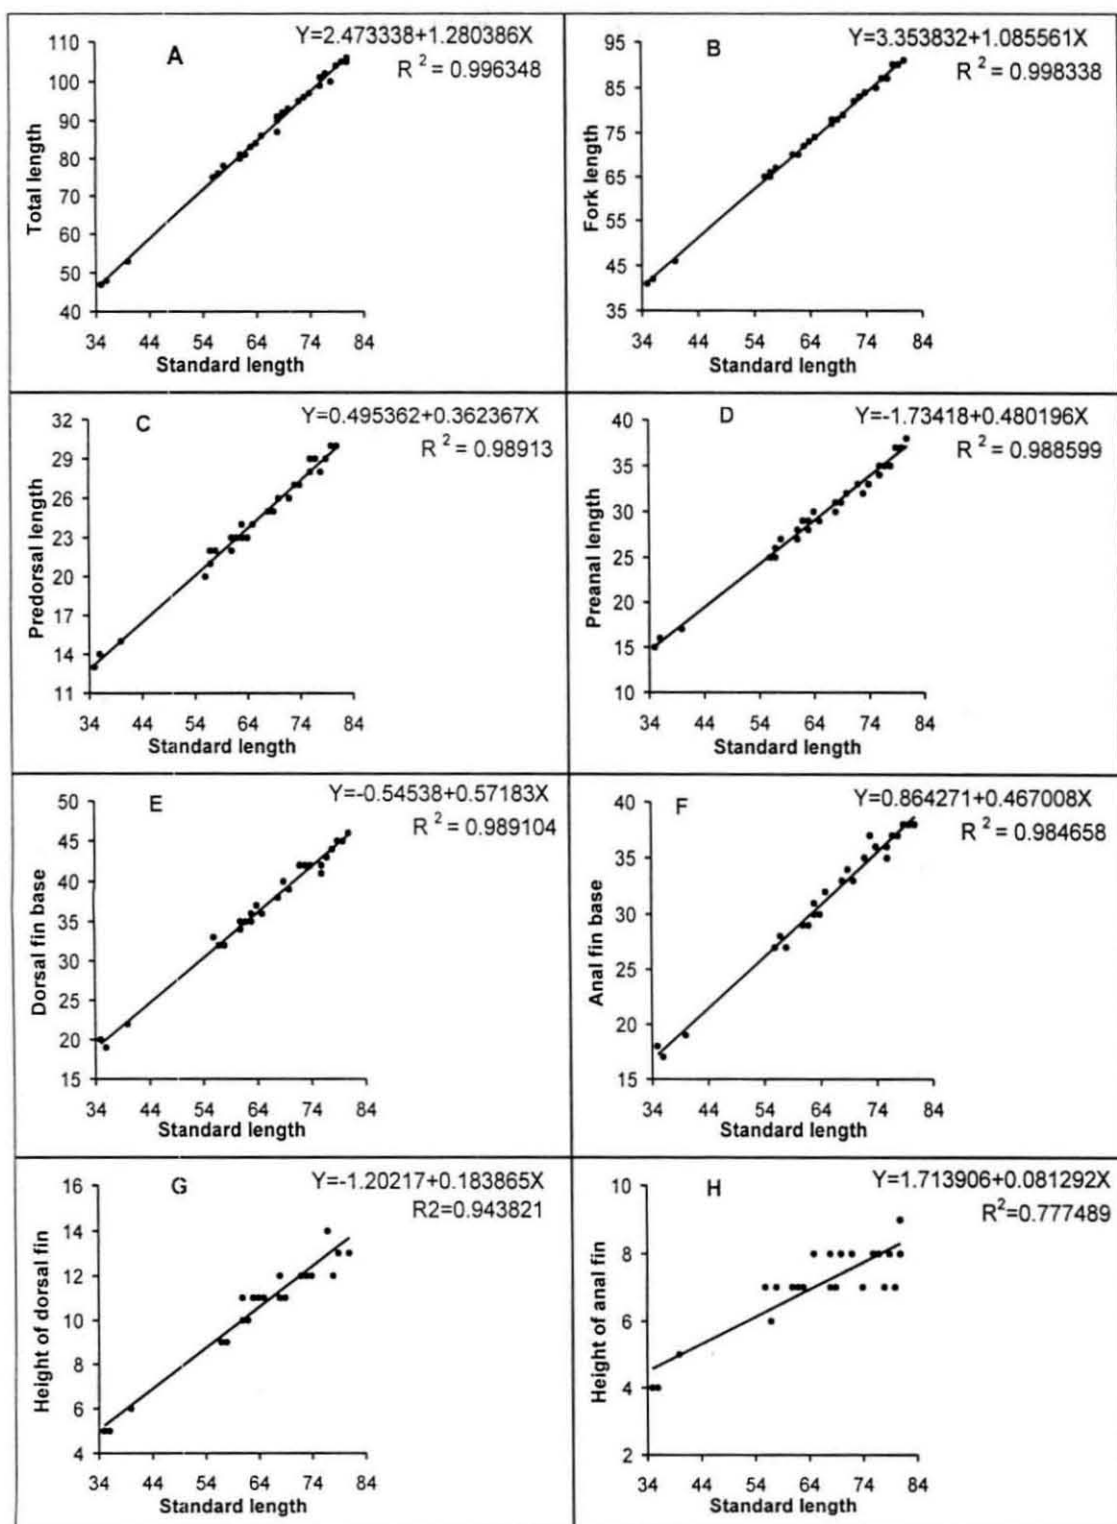 A
Y=2.473338+1.280386X
R 2 = 0.996348
Total length
110
100
90
80
70
60
50
40
34 44 54 64 74 84
Standard length
B
Y=3.353832+1.085561X
R 2 = 0.998338
Fork length
95
85
75
65
55
45
35
34 44 54 64 74 84
Standard length
C
Y=0.495362+0.362367X
R 2 = 0.98913
Predorsal length
32
29
26
23
20
17
14
11
34 44 54 64 74 84
Standard length
D
Y=-1.73418+0.480196X
R 2 = 0.988599
Preanal length
40
35
30
25
20
15
10
34 44 54 64 74 84
Standard length
E
Y=-0.54538+0.57183X
R 2 = 0.989104
Dorsal fin base
50
45
40
35
30
25
20
15
34 44 54 64 74 84
Standard length
F
Y=0.864271+0.467008X
R 2 = 0.984658
Anal fin base
40
35
30
25
20
15
34 44 54 64 74 84
Standard length
G
Y=-1.20217+0.183865X
R2=0.943821
Height of dorsal fin
16
14
12
10
8
6
4
34 44 54 64 74 84
Standard length
H
Y=1.713906+0.081292X
R2=0.777489
Height of anal fin
10
8
6
4
2
34 44 54 64 74 84
Standard length